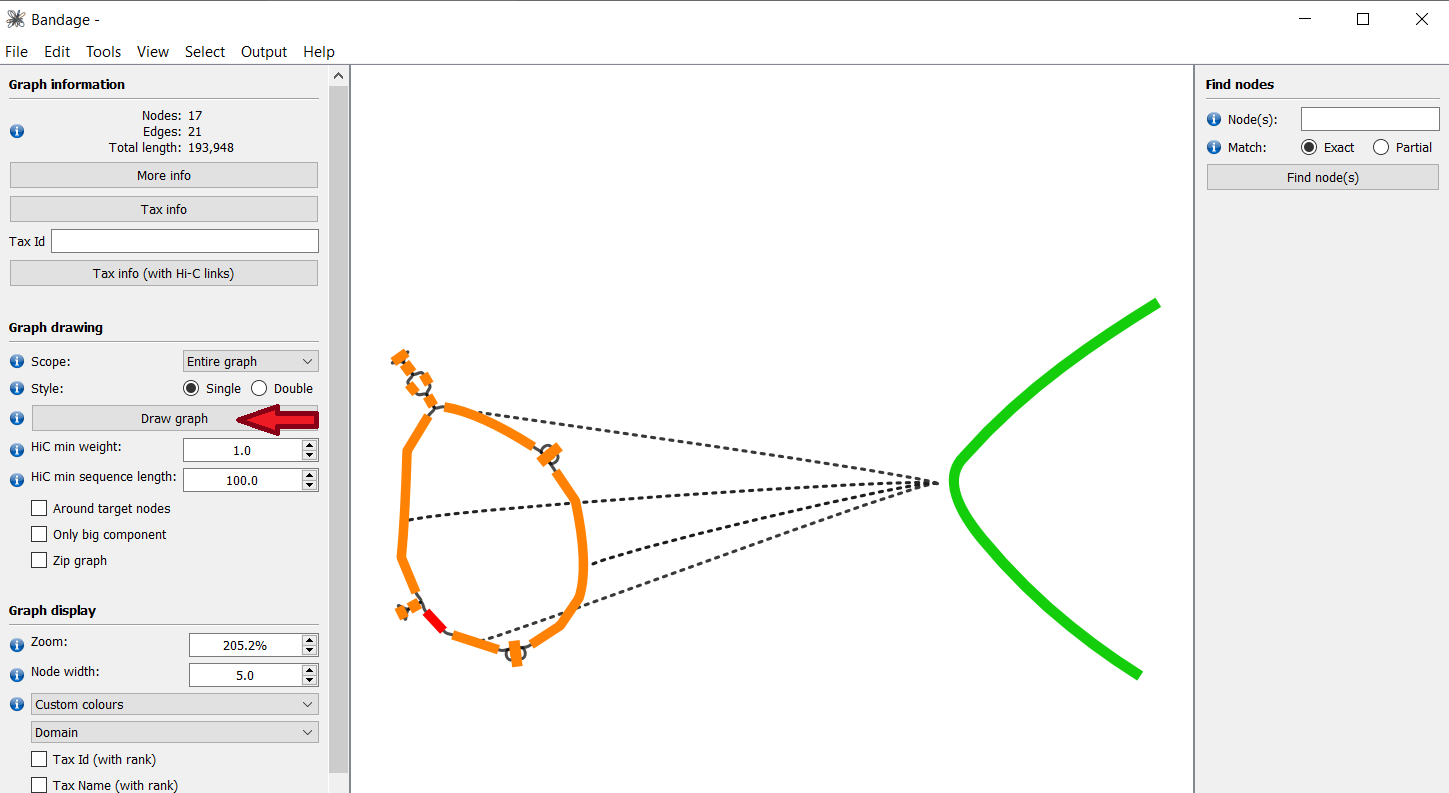 Bandage -
File Edit Tools View Select Output Help
Graph information
Nodes: 17
Edges: 21
Total length: 193,948
More info
Tax info
Tax Id
Tax info (with Hi-C links)
Graph drawing
Scope: Entire graph
Style: Single Double
Draw graph
HiC min weight: 1.0
HiC min sequence length: 100.0
Around target nodes
Only big component
Zip graph
Graph display
Zoom: 205.2%
Node width: 5.0
Custom colours
Domain
Tax Id (with rank)
Tax Name (with rank)
Find nodes
Node(s):
Match: Exact Partial
Find node(s)